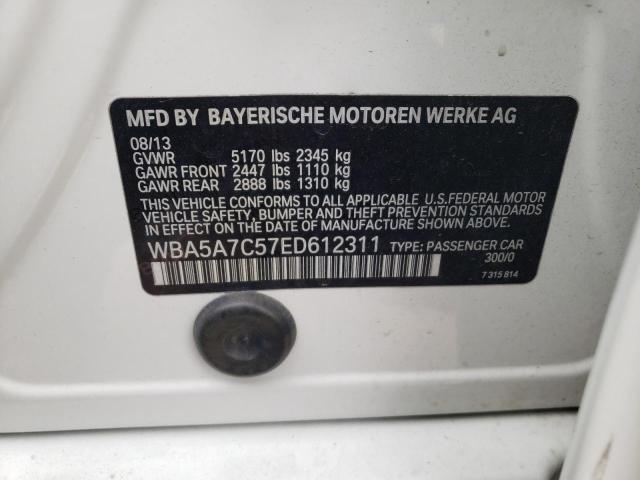 MFD BY BAYERISCHE MOTOREN WERKE AG
08/13
GVWR 5170 lbs 2345 kg
GAWR FRONT 2447 lbs 1110 kg
GAWR REAR 2888 lbs 1310 kg
THIS VEHICLE CONFORMS TO ALL APPLICABLE U.S.FEDERAL MOTOR
VEHICLE SAFETY, BUMPER AND THEFT PREVENTION STANDARDS
IN EFFECT ON THE DATE OF MANUFACTURE SHOWN ABOVE.
WBA5A7C57ED612311 TYPE: PASSENGER CAR
300/0
7 315 814